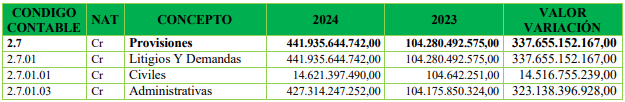 CONDIGO CONTABLE NAT CONCEPTO 2024 2023 VALOR VARIACIÓN
2.7 Cr Provisiones 441.935.644.742,00 104.280.492.575,00 337.655.152.167,00
2.7.01 Cr Litigios Y Demandas 441.935.644.742,00 104.280.492.575,00 337.655.152.167,00
2.7.01.01 Cr Civiles 14.621.397.490,00 104.642.251,00 14.516.755.239,00
2.7.01.03 Cr Administrativas 427.314.247.252,00 104.175.850.324,00 323.138.396.928,00